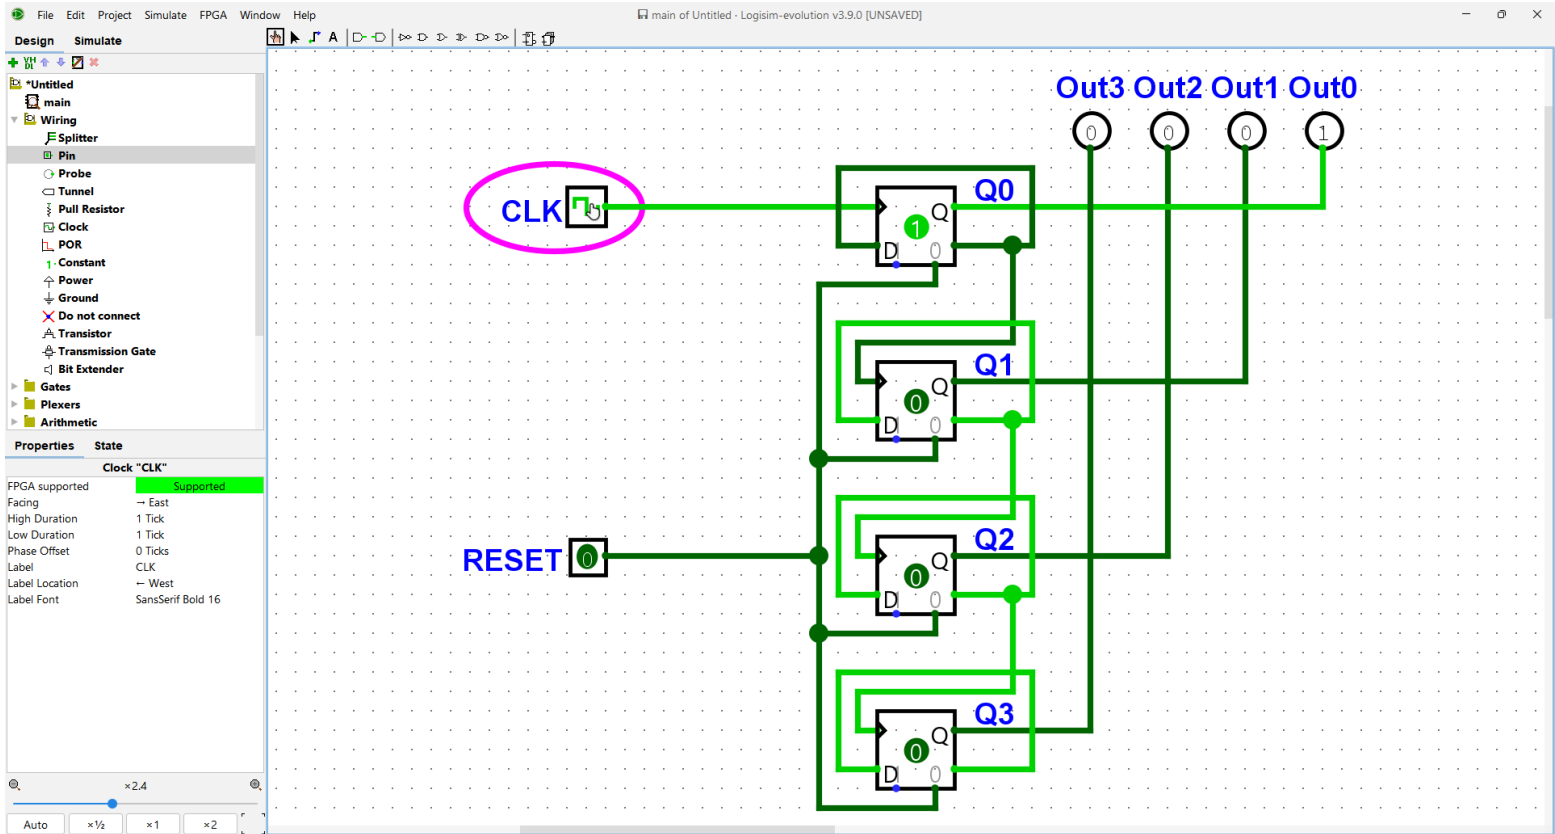 File Edit Project Simulate FPGA Window Help
main of Untitled · Logisim-evolution v3.9.0 [UNSAVED]
Design Simulate
A
VH
DL
*Untitled
main
Wiring
Splitter
Pin
Probe
Tunnel
Pull Resistor
Clock
POR
Constant
Power
Ground
Do not connect
Transistor
Transmission Gate
Bit Extender
Gates
Plexers
Arithmetic
Properties State
Clock "CLK"
FPGA supported Supported
Facing → East
High Duration 1 Tick
Low Duration 1 Tick
Phase Offset 0 Ticks
Label CLK
Label Location ← West
Label Font SansSerif Bold 16
×2.4
Auto ×½ ×1 ×2
Out3 Out2 Out1 Out0
0 0 0 1
CLK
Q0
Q
1
D 0
Q1
Q
0
D 0
RESET 0
Q2
Q
0
D 0
Q3
Q
0
D 0